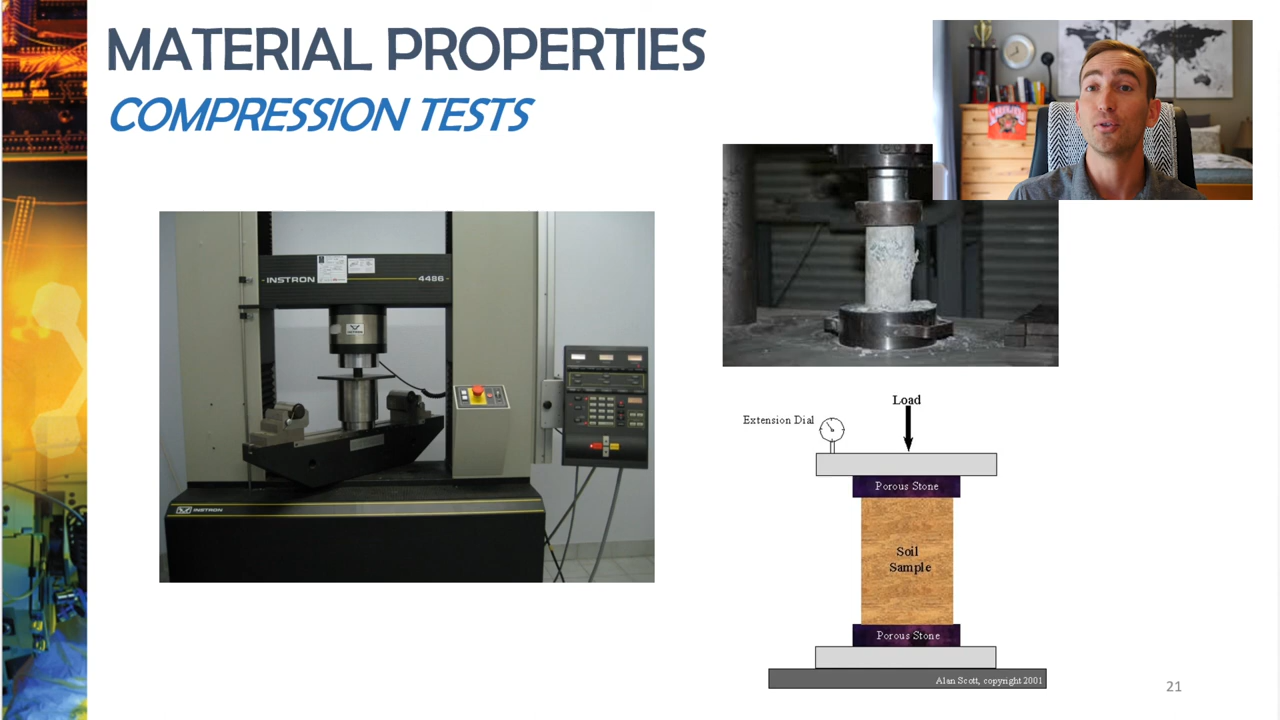 MATERIAL PROPERTIES
COMPRESSION TESTS
INSTRON
4486
INSTRON
Load
Extension Dial
Porous Stone
Soil
Sample
Porous Stone
Alan Scott, copyright 2001
21